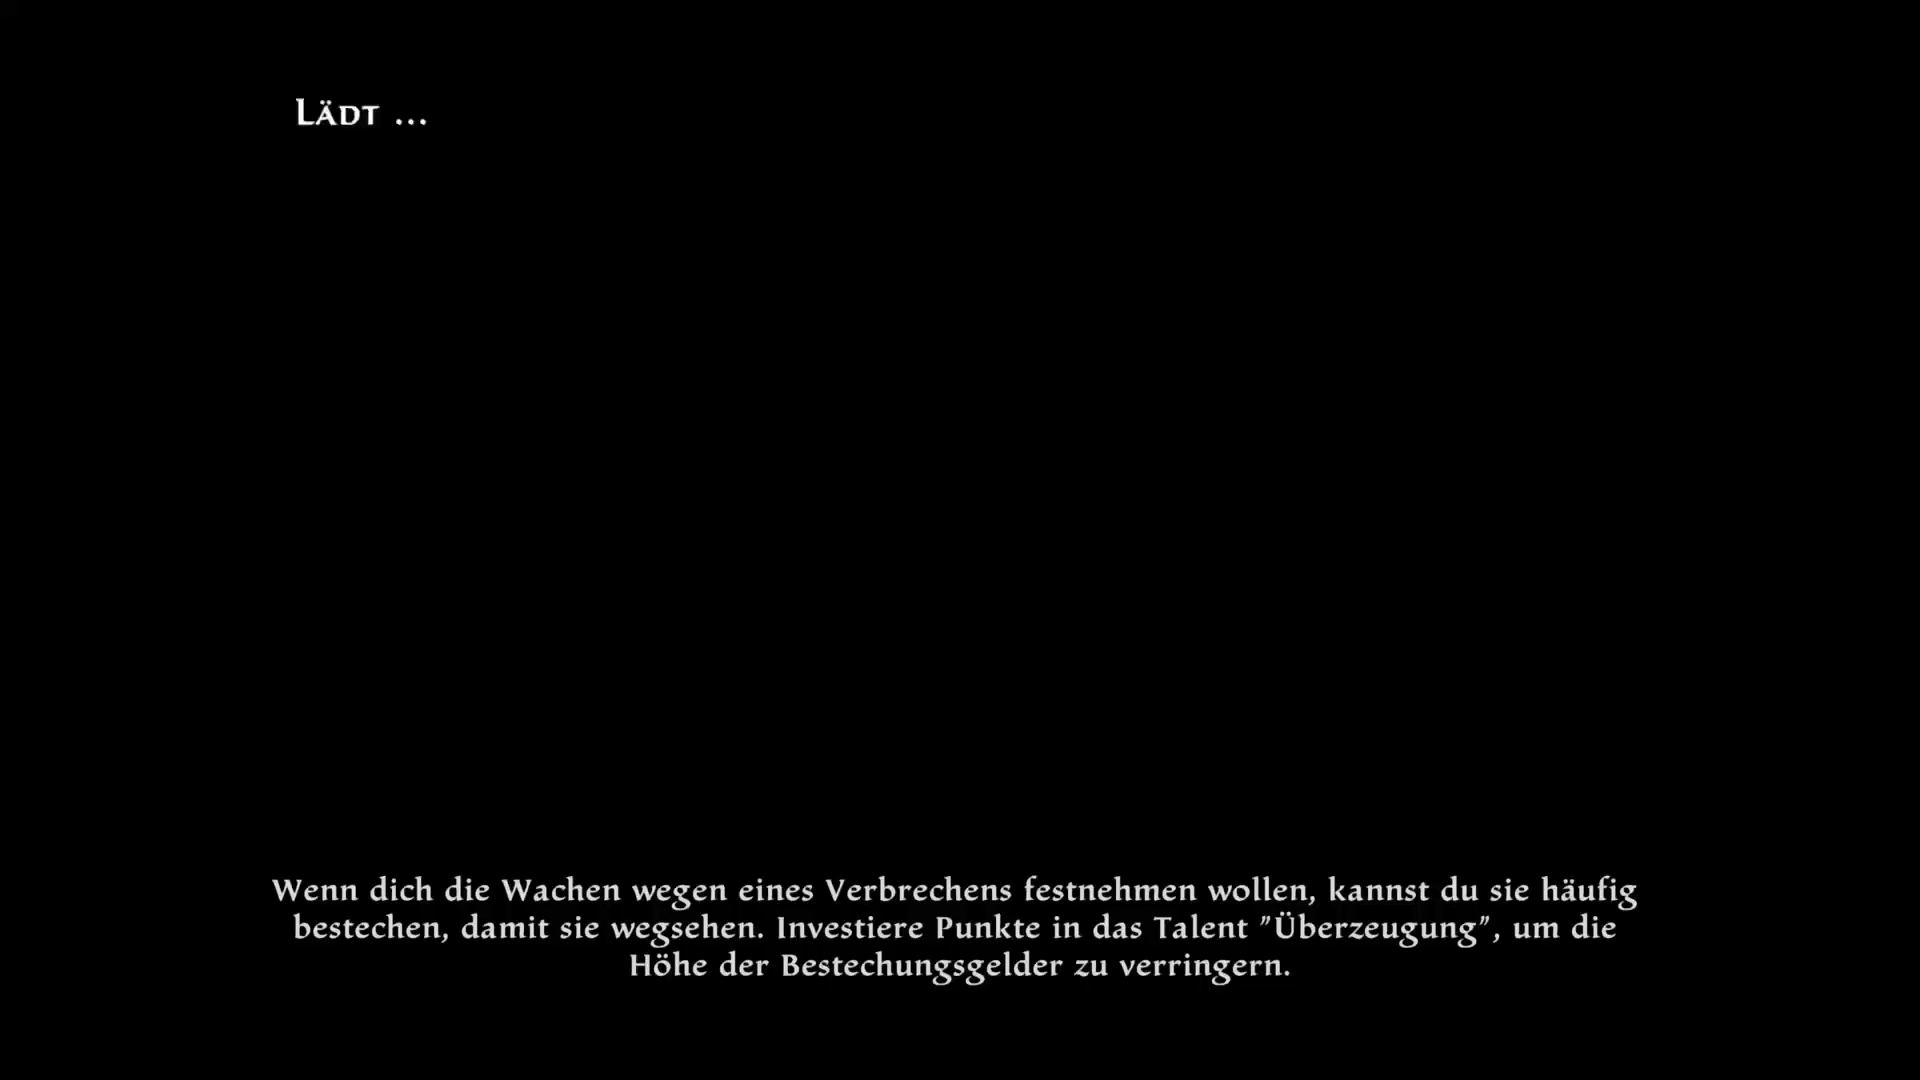 Lädt ...
Wenn dich die Wachen wegen eines Verbrechens festnehmen wollen, kannst du sie häufig
bestechen, damit sie wegsehen. Investiere Punkte in das Talent "Überzeugung", um die
Höhe der Bestechungsgelder zu verringern.